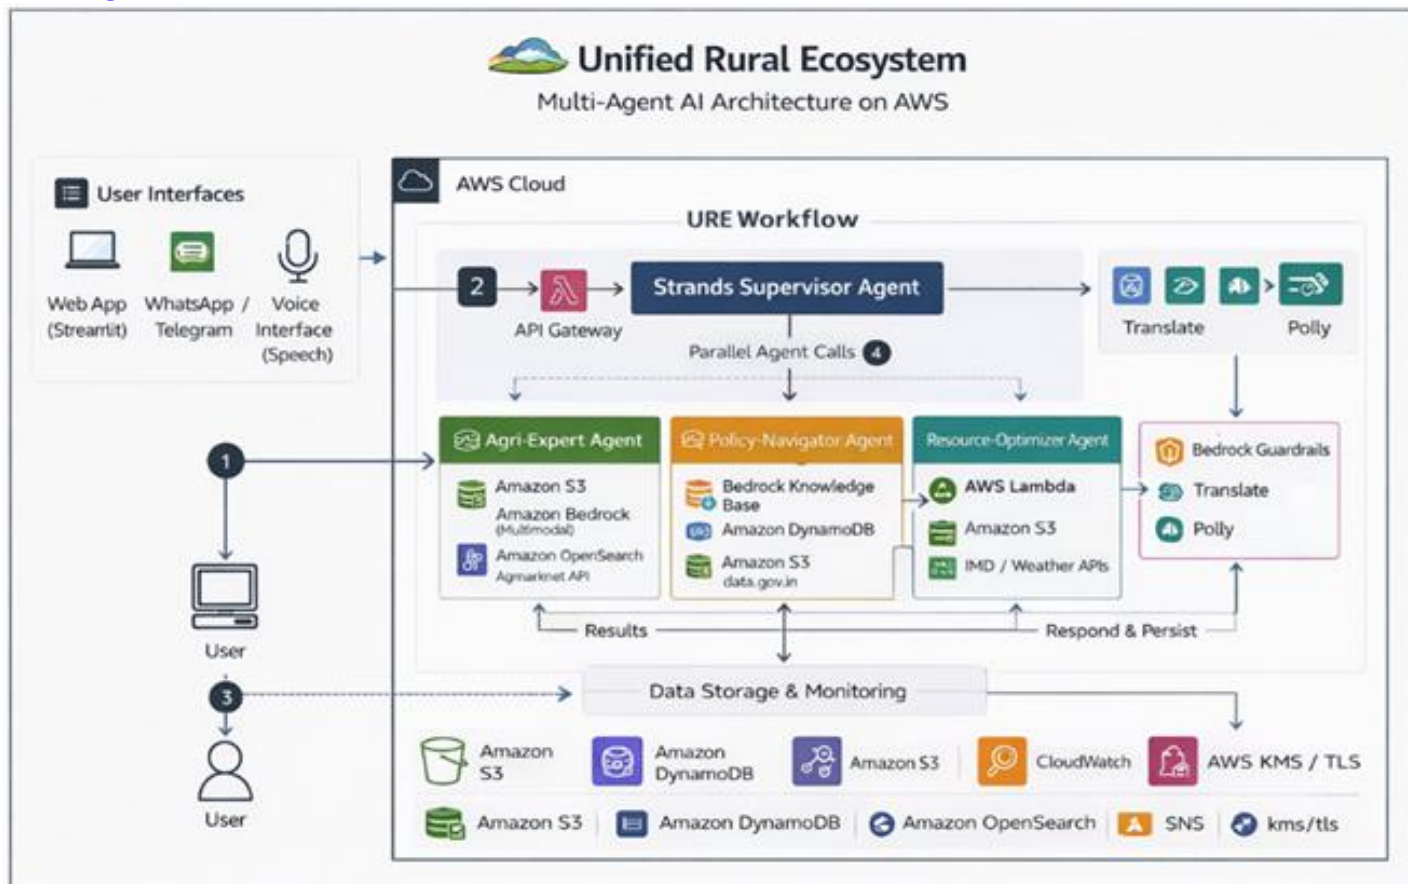 Unified Rural Ecosystem
Multi-Agent AI Architecture on AWS
User Interfaces
Web App
(Streamlit)
WhatsApp /
Telegram
Voice
Interface
(Speech)
AWS Cloud
URE Workflow
2
API Gateway
Strands Supervisor Agent
Translate
Polly
Parallel Agent Calls 4
1
Agri-Expert Agent
Amazon S3
Amazon Bedrock
(Multimodal)
Amazon OpenSearch
Agmarknet API
Policy-Navigator Agent
Bedrock Knowledge
Base
Amazon DynamoDB
Amazon S3
data.gov.in
Resource-Optimizer Agent
AWS Lambda
Amazon S3
IMD / Weather APIs
Bedrock Guardrails
Translate
Polly
User
Results
Respond & Persist
3
Data Storage & Monitoring
User
Amazon
S3
Amazon
DynamoDB
Amazon S3
CloudWatch
AWS KMS / TLS
Amazon S3
Amazon DynamoDB
Amazon OpenSearch
SNS
kms/tls